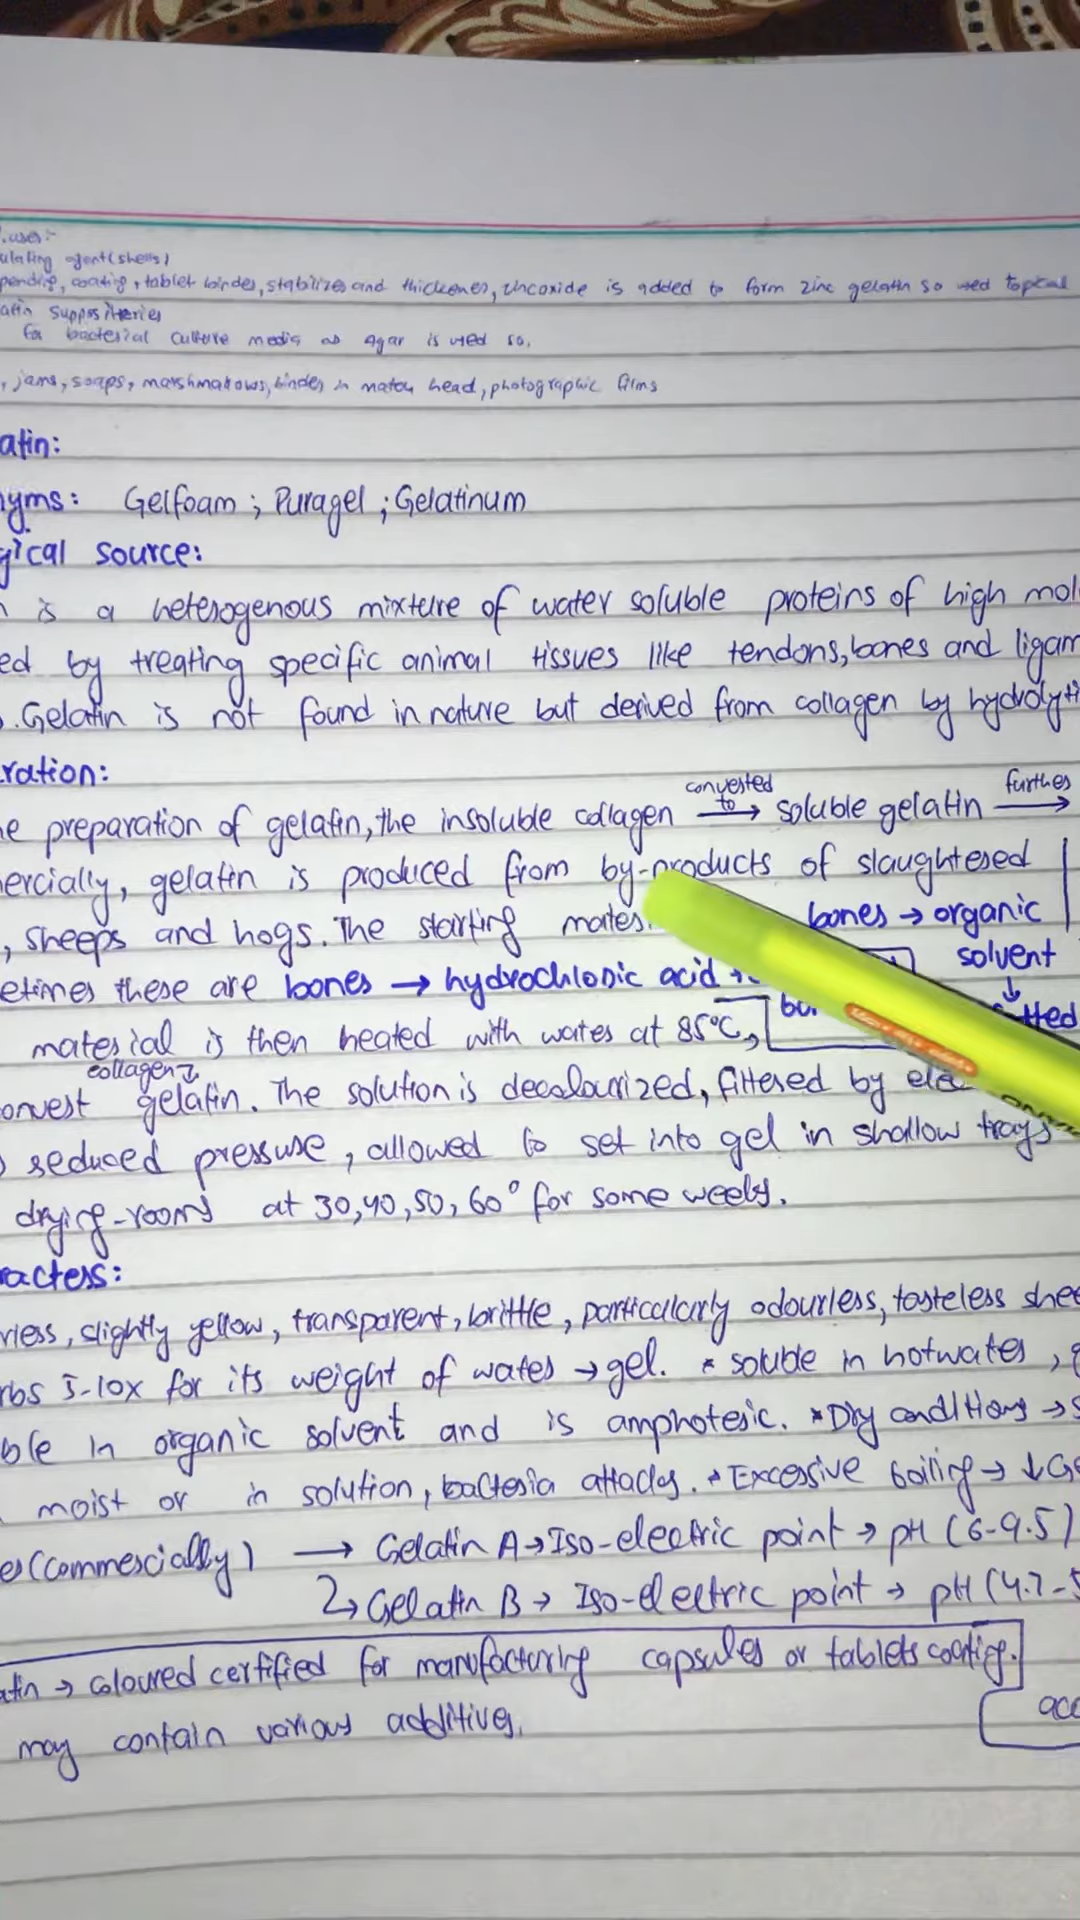 .uses:-
ulating agent (shells)
pending, coating, tablet binder, stabilizer and thickener, zincoxide is added to form zinc gelatin so used topical
atin suppositories
for bacterial culture media as agar is used so,
, jams, soaps, marshmallows, binder in match head, photographic films
atin:
nyms: Gelfoam ; Puragel ; Gelatinum
gical source:
n is a heterogenous mixture of water soluble proteins of high mol
ed by treating specific animal tissues like tendons, bones and ligam
. Gelatin is not found in nature but derived from collagen by hydrolyti
ration:
e preparation of gelatin, the insoluble collagen converted to → soluble gelatin further →
ercially, gelatin is produced from by-products of slaughtered
, sheeps and hogs. The starting mater bones → organic
solvent
etimes these are bones → hydrochloric acid
↓
tted
material is then heated with water at 85°C,
collagen
onvert gelatin. The solution is decolourized, filtered by ele
reduced pressure, allowed to set into gel in shallow trays
drying-rooms at 30, 40, 50, 60° for some weeks.
racters:
rless, slightly yellow, transparent, brittle, particularly odourless, tasteless shee
rbs 5-10x for its weight of water → gel. * soluble in hotwater,
ble in organic solvent and is amphoteric. * Dry conditions → s
moist or in solution, bacteria attacks. * Excessive boiling → ↓ Ge
es (commercially) → Gelatin A → Iso-electric point → pH (6-9.5)
↳ Gelatin B → Iso-electric point → pH (4.7-5
atin → coloured certified for manufacturing capsules or tablets coating.
may contain various additives.
acc